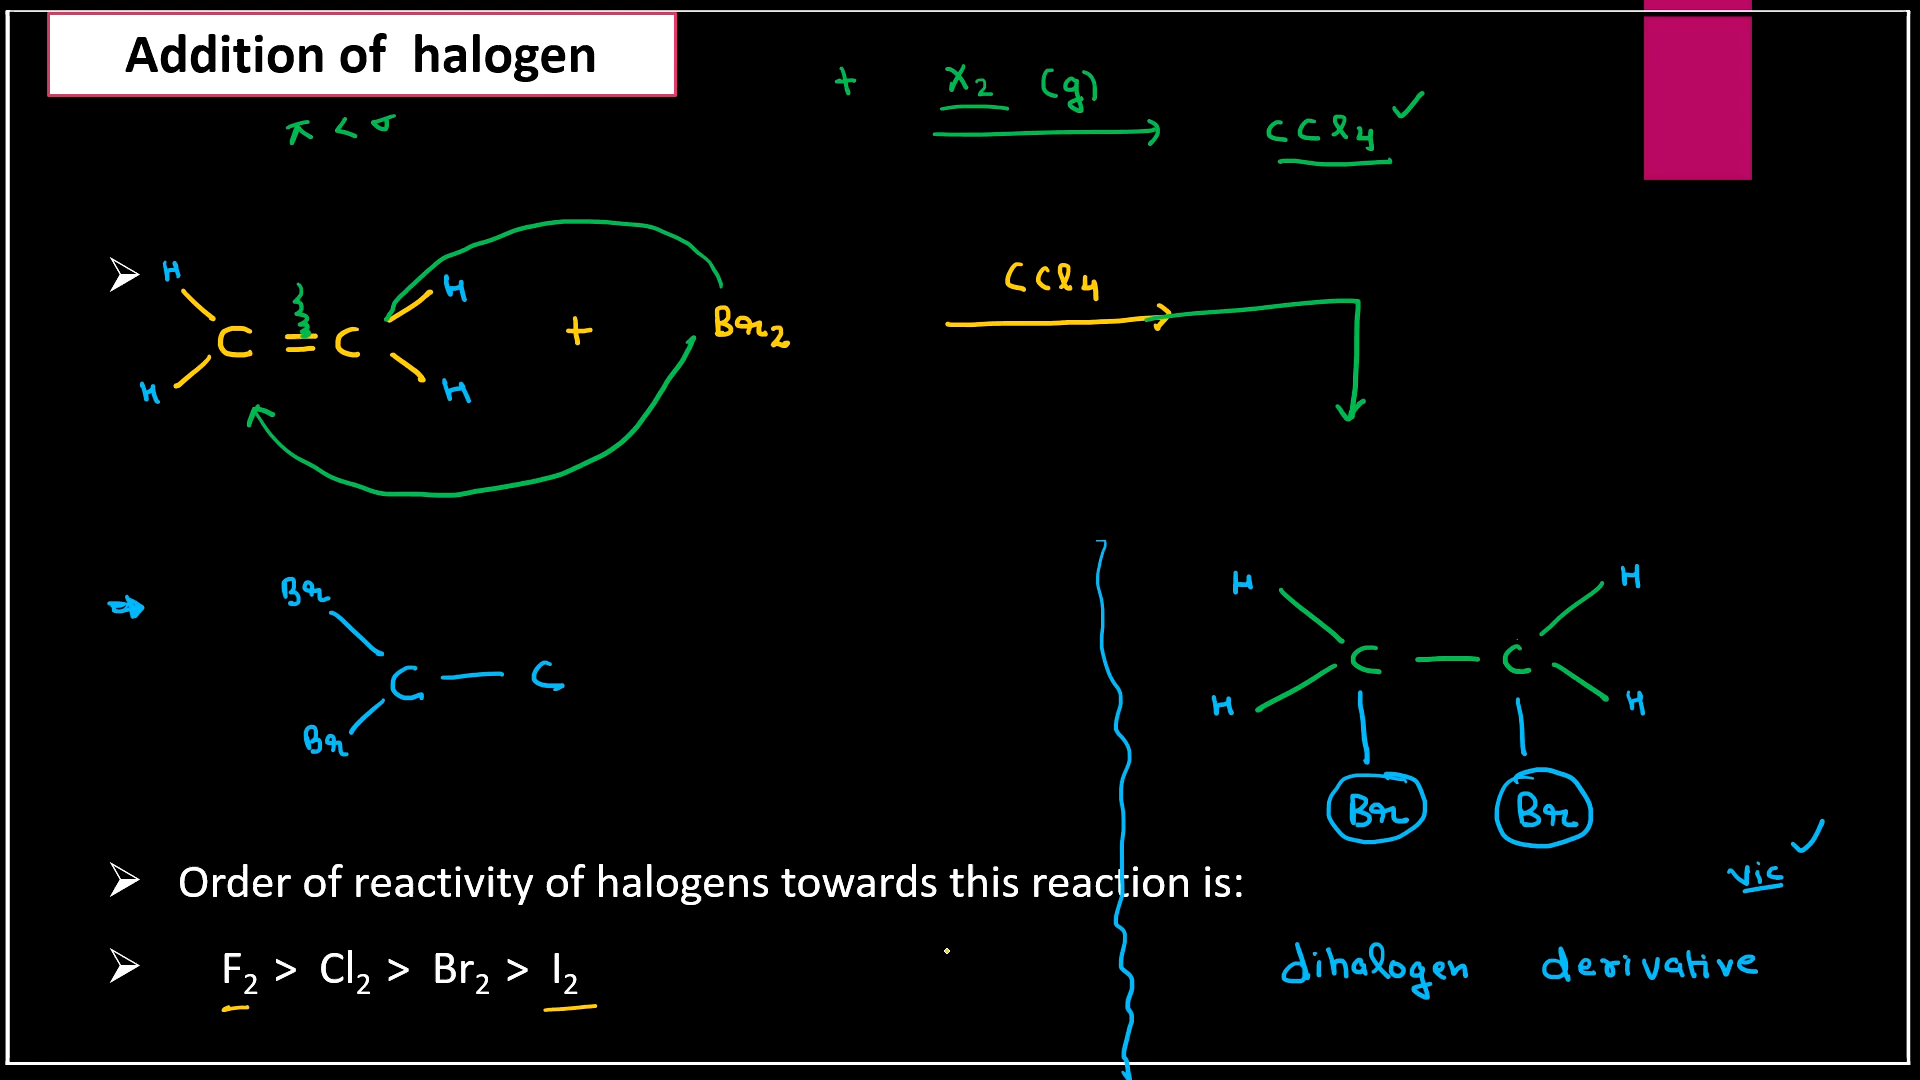 Addition of halogen
+ X2 (g)
CCl4
π < σ
H H
CCl4
C = C + Br2
H H
Br
H H
C — C
C — C
H H
Br
Br Br
Order of reactivity of halogens towards this reaction is:
vic
F2 > Cl2 > Br2 > I2
dihalogen derivative